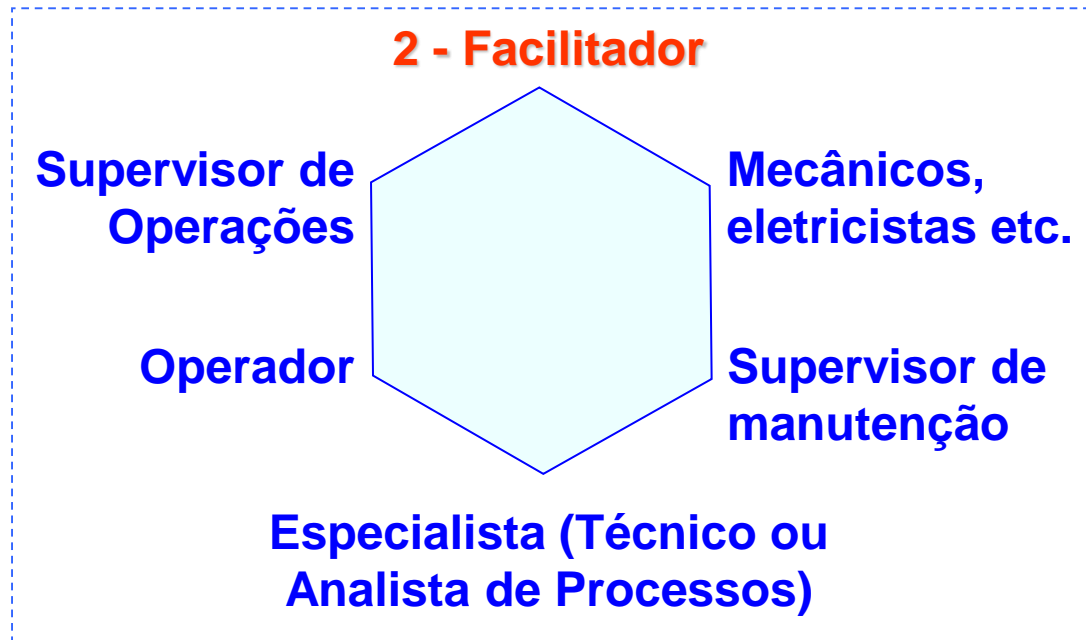 2 - Facilitador
Supervisor de
Operações
Mecânicos,
eletricistas etc.
Operador
Supervisor de
manutenção
Especialista (Técnico ou
Analista de Processos)